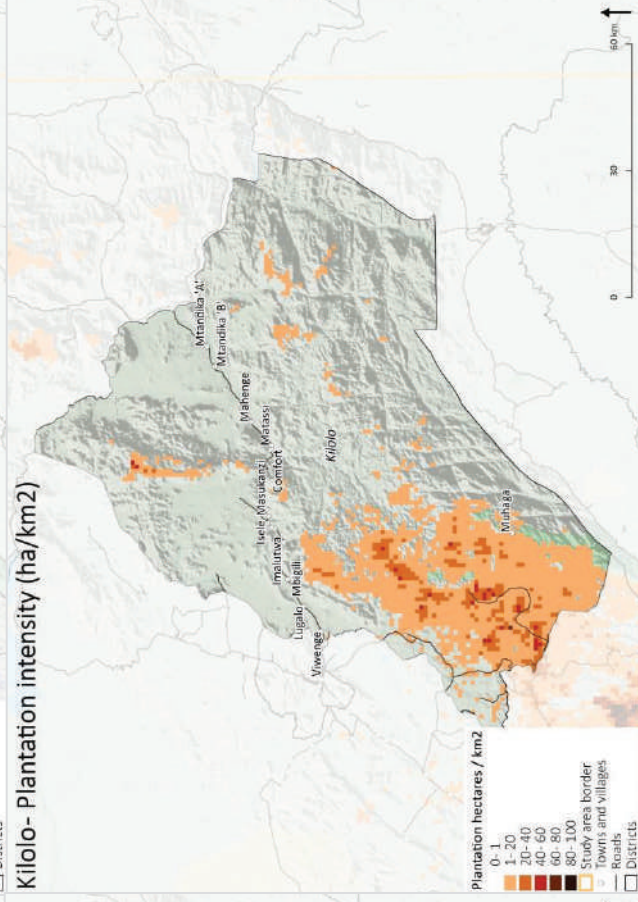 Districts
Kilolo- Plantation intensity (ha/km2)
Mtandika 'A'
Mtandika 'B'
Mahenge
Matassi
Isele
Masukanzi
Comfort
Imalutwa
Mbigili
Lugalo
Viwenge
Kilolo
Muhaga
Plantation hectares / km2
0- 1
1- 20
20- 40
40- 60
60- 80
80- 100
Study area border
Towns and villages
Roads
Districts
0
30
60 km